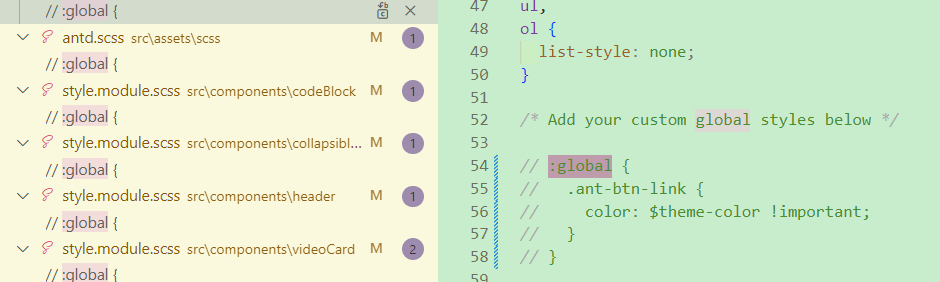 // :global {
antd.scss src\assets\scss M 1
// :global {
style.module.scss src\components\codeBlock M 1
// :global {
style.module.scss src\components\collapsibl... M 1
// :global {
style.module.scss src\components\header M 1
// :global {
style.module.scss src\components\videoCard M 2
// :global {
47 ul,
48 ol {
49 list-style: none;
50 }
51
52 /* Add your custom global styles below */
53
54 // :global {
55 //   .ant-btn-link {
56 //     color: $theme-color !important;
57 //   }
58 // }
59